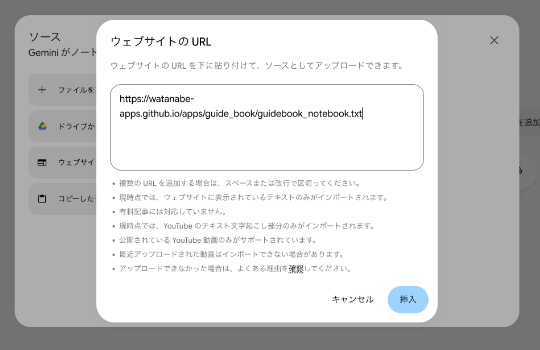 ソース
Gemini がノート
ファイルを
ドライブか
ウェブサイ
コピーした
を追加
ウェブサイトの URL
ウェブサイトの URL を下に貼り付けて、ソースとしてアップロードできます。
https://watanabe-
apps.github.io/apps/guide_book/guidebook_notebook.txt
• 複数の URL を追加する場合は、スペースまたは改行で区切ってください。
• 現時点では、ウェブサイトに表示されているテキストのみがインポートされます。
• 有料記事には対応していません。
• 現時点では、YouTube のテキスト文字起こし部分のみがインポートされます。
• 公開されている YouTube 動画のみがサポートされています。
• 最近アップロードされた動画はインポートできない場合があります。
• アップロードできなかった場合は、よくある理由を確認してください。
キャンセル
挿入